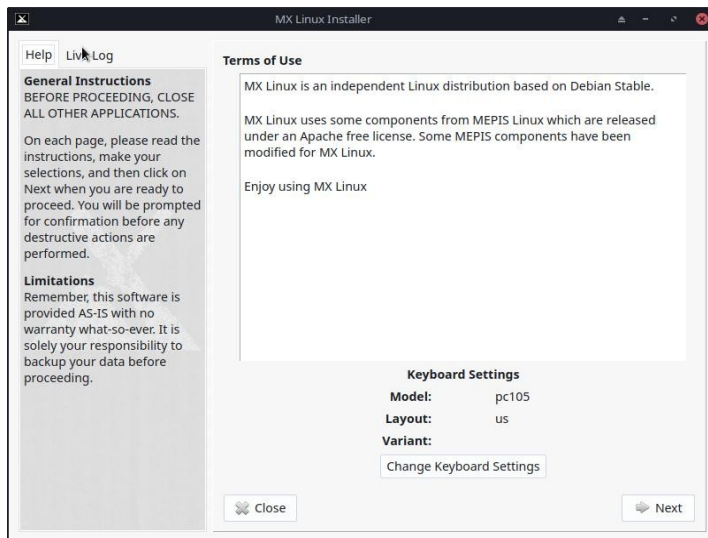 MX Linux Installer
Help
Live Log
General Instructions
BEFORE PROCEEDING, CLOSE
ALL OTHER APPLICATIONS.
On each page, please read the
instructions, make your
selections, and then click on
Next when you are ready to
proceed. You will be prompted
for confirmation before any
destructive actions are
performed.
Limitations
Remember, this software is
provided AS-IS with no
warranty what-so-ever. It is
solely your responsibility to
backup your data before
proceeding.
Terms of Use
MX Linux is an independent Linux distribution based on Debian Stable.
MX Linux uses some components from MEPIS Linux which are released
under an Apache free license. Some MEPIS components have been
modified for MX Linux.
Enjoy using MX Linux
Keyboard Settings
Model: pc105
Layout: us
Variant:
Change Keyboard Settings
Close
Next